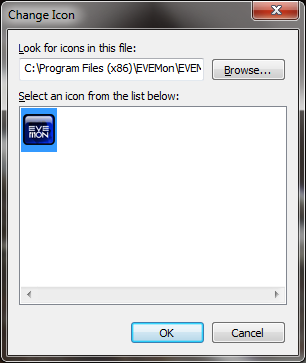 Change Icon
Look for icons in this file:
C:\Program Files (x86)\EVEMon\EVEM
Browse...
Select an icon from the list below:
EVE
MON
OK
Cancel